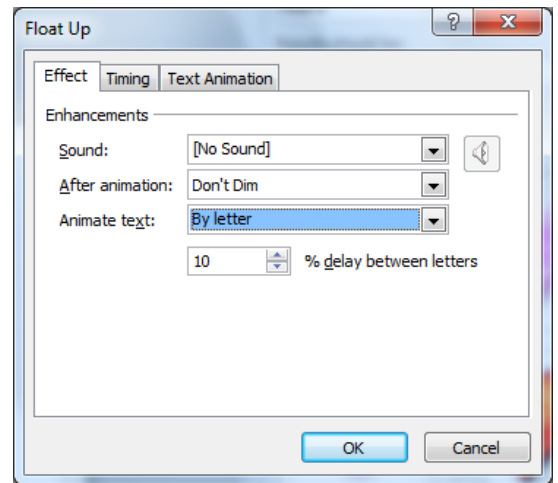 Float Up
Effect Timing Text Animation
Enhancements
Sound: [No Sound]
After animation: Don't Dim
Animate text: By letter
10 % delay between letters
OK Cancel